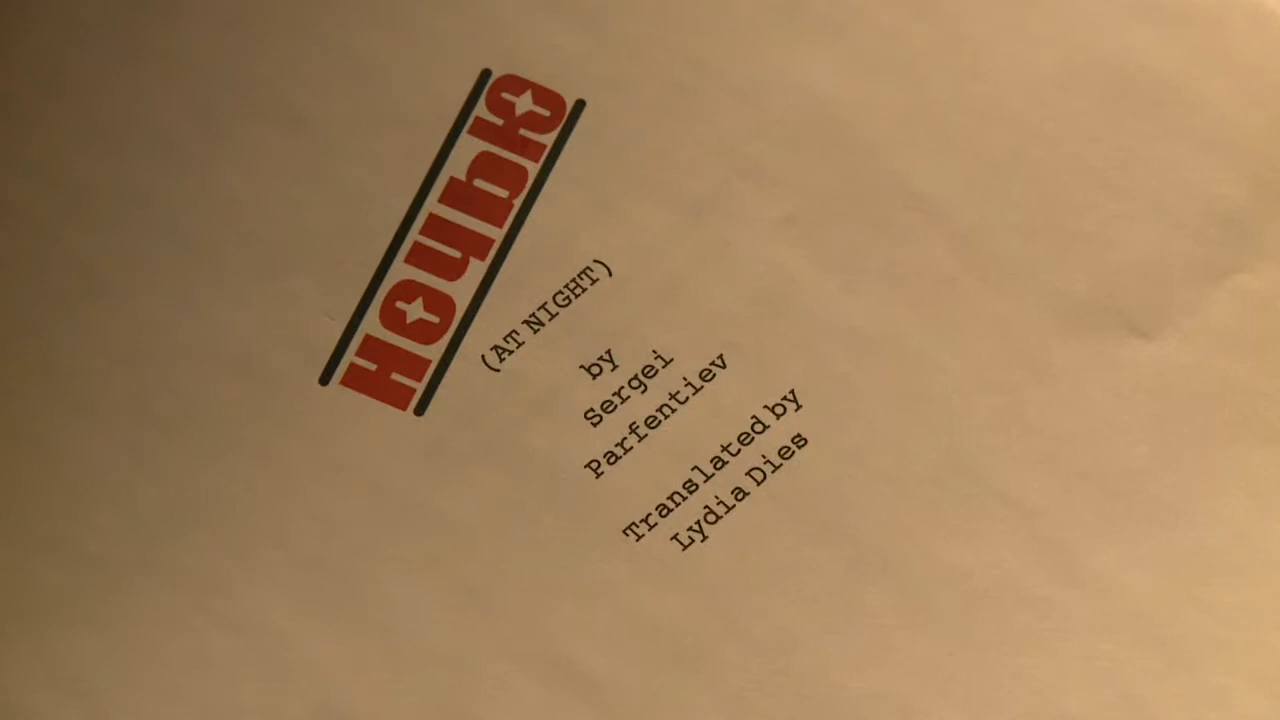 Ночью
(AT NIGHT)
by
Sergei
Parfentiev
Translated by
Lydia Dies